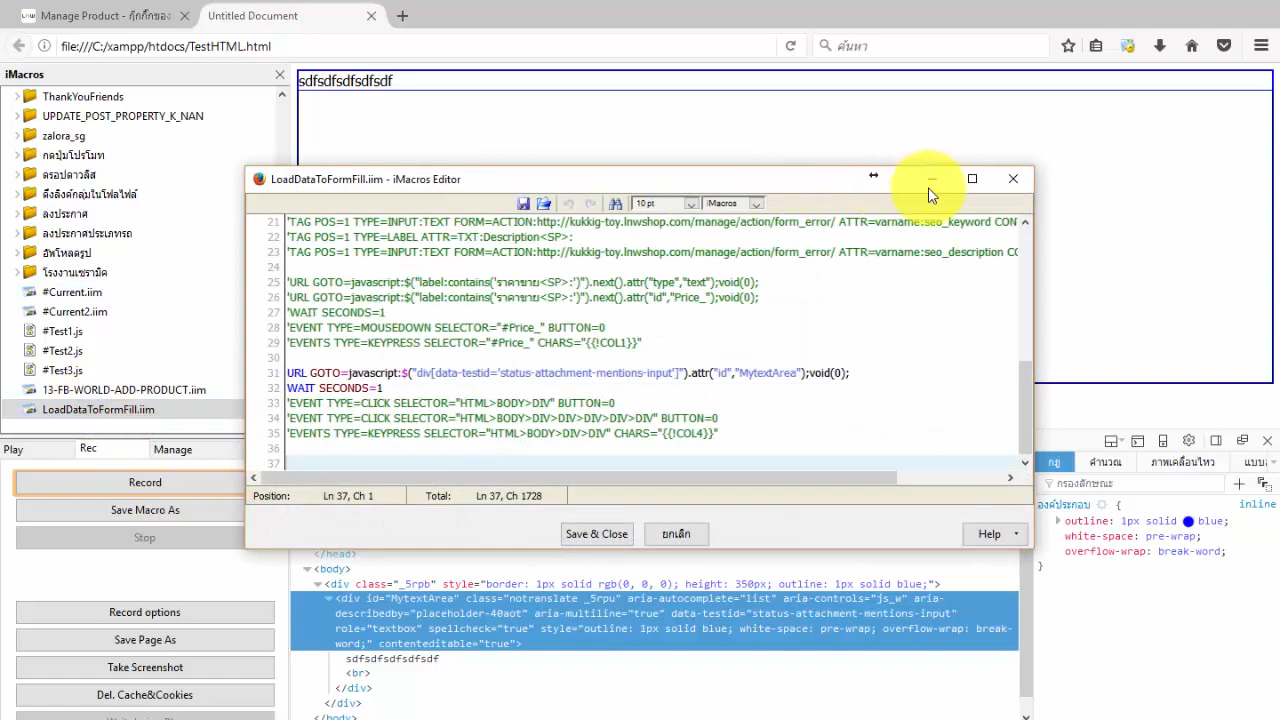 Manage Product - กุ๊กกิ๊กของ
Untitled Document
file:///C:/xampp/htdocs/TestHTML.html
ค้นหา
iMacros
ThankYouFriends
UPDATE_POST_PROPERTY_K_NAN
zalora_sg
กดปุ่มโปรโมท
ดรอปดาวลิส
ดึงลิงค์กลุ่มในโฟลไฟล์
ลงประกาศ
ลงประกาศประเภทรถ
อัพโหลดรูป
โรงงานเซรามิค
#Current.iim
#Current2.iim
#Test1.js
#Test2.js
#Test3.js
13-FB-WORLD-ADD-PRODUCT.iim
LoadDataToFormFill.iim
Play
Rec
Manage
Record
Save Macro As
Stop
Record options
Save Page As
Take Screenshot
Del. Cache&Cookies
sdfsdfsdfsdfsdf
LoadDataToFormFill.iim - iMacros Editor
10 pt
iMacros
21 'TAG POS=1 TYPE=INPUT:TEXT FORM=ACTION:http://kukkig-toy.lnwshop.com/manage/action/form_error/ ATTR=varname:seo_keyword CON
22 'TAG POS=1 TYPE=LABEL ATTR=TXT:Description<SP>:
23 'TAG POS=1 TYPE=INPUT:TEXT FORM=ACTION:http://kukkig-toy.lnwshop.com/manage/action/form_error/ ATTR=varname:seo_description CO
24
25 'URL GOTO=javascript:$("label:contains('ราคาขาย<SP>:')").next().attr("type","text");void(0);
26 'URL GOTO=javascript:$("label:contains('ราคาขาย<SP>:')").next().attr("id","Price_");void(0);
27 'WAIT SECONDS=1
28 'EVENT TYPE=MOUSEDOWN SELECTOR="#Price_" BUTTON=0
29 'EVENTS TYPE=KEYPRESS SELECTOR="#Price_" CHARS="{{!COL1}}"
30
31 URL GOTO=javascript:$("div[data-testid='status-attachment-mentions-input']").attr("id","MytextArea");void(0);
32 WAIT SECONDS=1
33 'EVENT TYPE=CLICK SELECTOR="HTML>BODY>DIV" BUTTON=0
34 'EVENT TYPE=CLICK SELECTOR="HTML>BODY>DIV>DIV>DIV>DIV>DIV" BUTTON=0
35 'EVENTS TYPE=KEYPRESS SELECTOR="HTML>BODY>DIV>DIV" CHARS="{{!COL4}}"
36
37
Position: Ln 37, Ch 1 Total: Ln 37, Ch 1728
Save & Close
ยกเลิก
Help
</head>
<body>
<div class="_5rpb" style="border: 1px solid rgb(0, 0, 0); height: 350px; outline: 1px solid blue;">
<div id="MytextArea" class="notranslate _5rpu" aria-autocomplete="list" aria-controls="js_w" aria-
describedby="placeholder-40aot" aria-multiline="true" data-testid="status-attachment-mentions-input"
role="textbox" spellcheck="true" style="outline: 1px solid blue; white-space: pre-wrap; overflow-wrap: break-
word;" contenteditable="true">
sdfsdfsdfsdfsdf
<br>
</div>
</div>
</body>
กฎ
คำนวณ
ภาพเคลื่อนไหว
แบบอ
กรองลักษณะ
องค์ประกอบ {
inline
outline: 1px solid blue;
white-space: pre-wrap;
overflow-wrap: break-word;
}